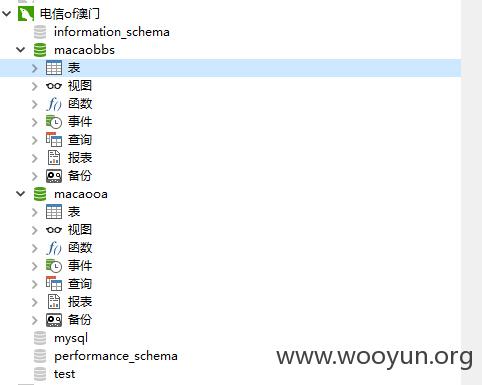 电信of澳门
information_schema
macaobbs
表
视图
函数
事件
查询
报表
备份
macaooa
表
视图
函数
事件
查询
报表
备份
mysql
performance_schema
test
www.wooyun.org